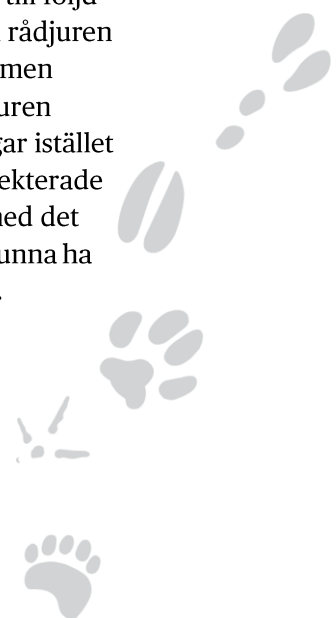 till följd
rådjuren
men
uren
gar istället
ekterade
ned det
unna ha
.